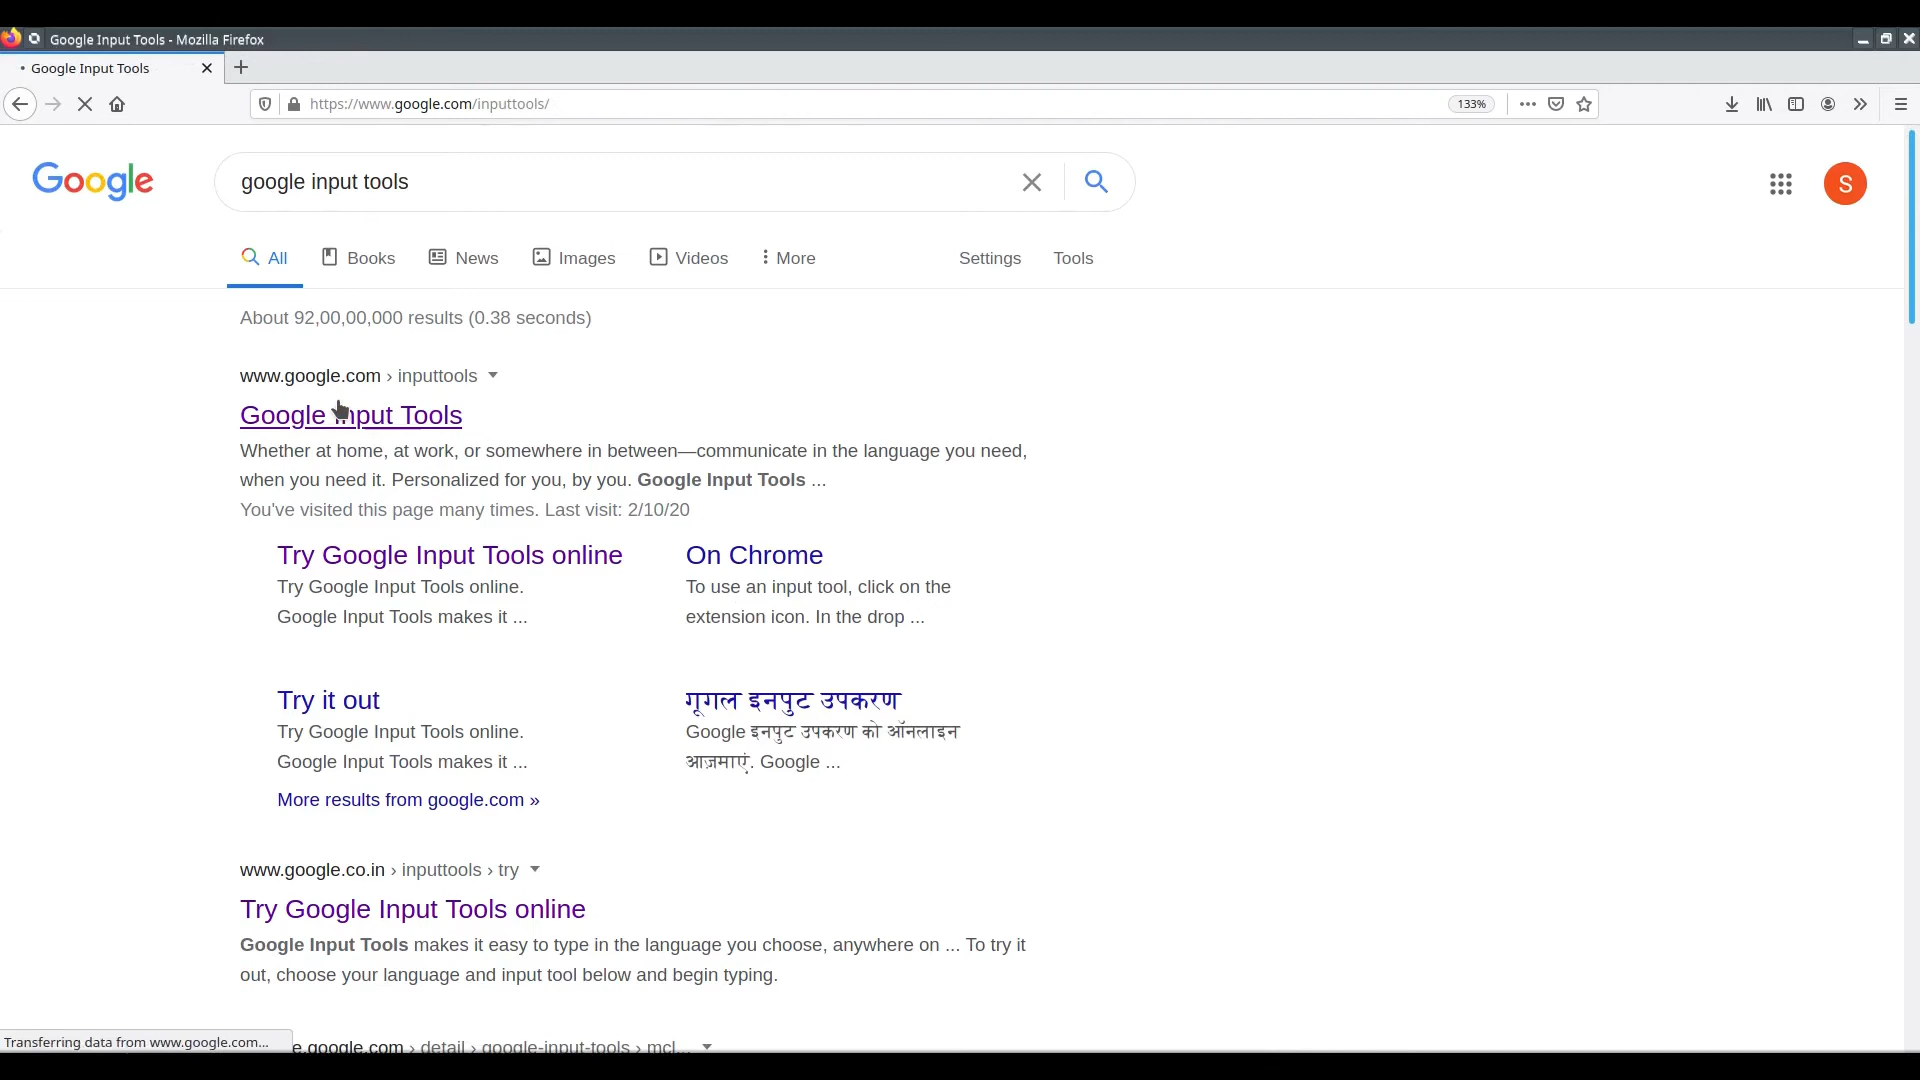 Google Input Tools - Mozilla Firefox
• Google Input Tools
https://www.google.com/inputtools/
133%
Google
google input tools
S
All Books News Images Videos More Settings Tools
About 92,00,00,000 results (0.38 seconds)
www.google.com › inputtools
Google Input Tools
Whether at home, at work, or somewhere in between—communicate in the language you need,
when you need it. Personalized for you, by you. Google Input Tools ...
You've visited this page many times. Last visit: 2/10/20
Try Google Input Tools online
Try Google Input Tools online.
Google Input Tools makes it ...
On Chrome
To use an input tool, click on the
extension icon. In the drop ...
Try it out
Try Google Input Tools online.
Google Input Tools makes it ...
गूगल इनपुट उपकरण
Google इनपुट उपकरण को ऑनलाइन
आज़माएं. Google ...
More results from google.com »
www.google.co.in › inputtools › try
Try Google Input Tools online
Google Input Tools makes it easy to type in the language you choose, anywhere on ... To try it
out, choose your language and input tool below and begin typing.
e.google.com › detail › google-input-tools › mcl...
Transferring data from www.google.com...